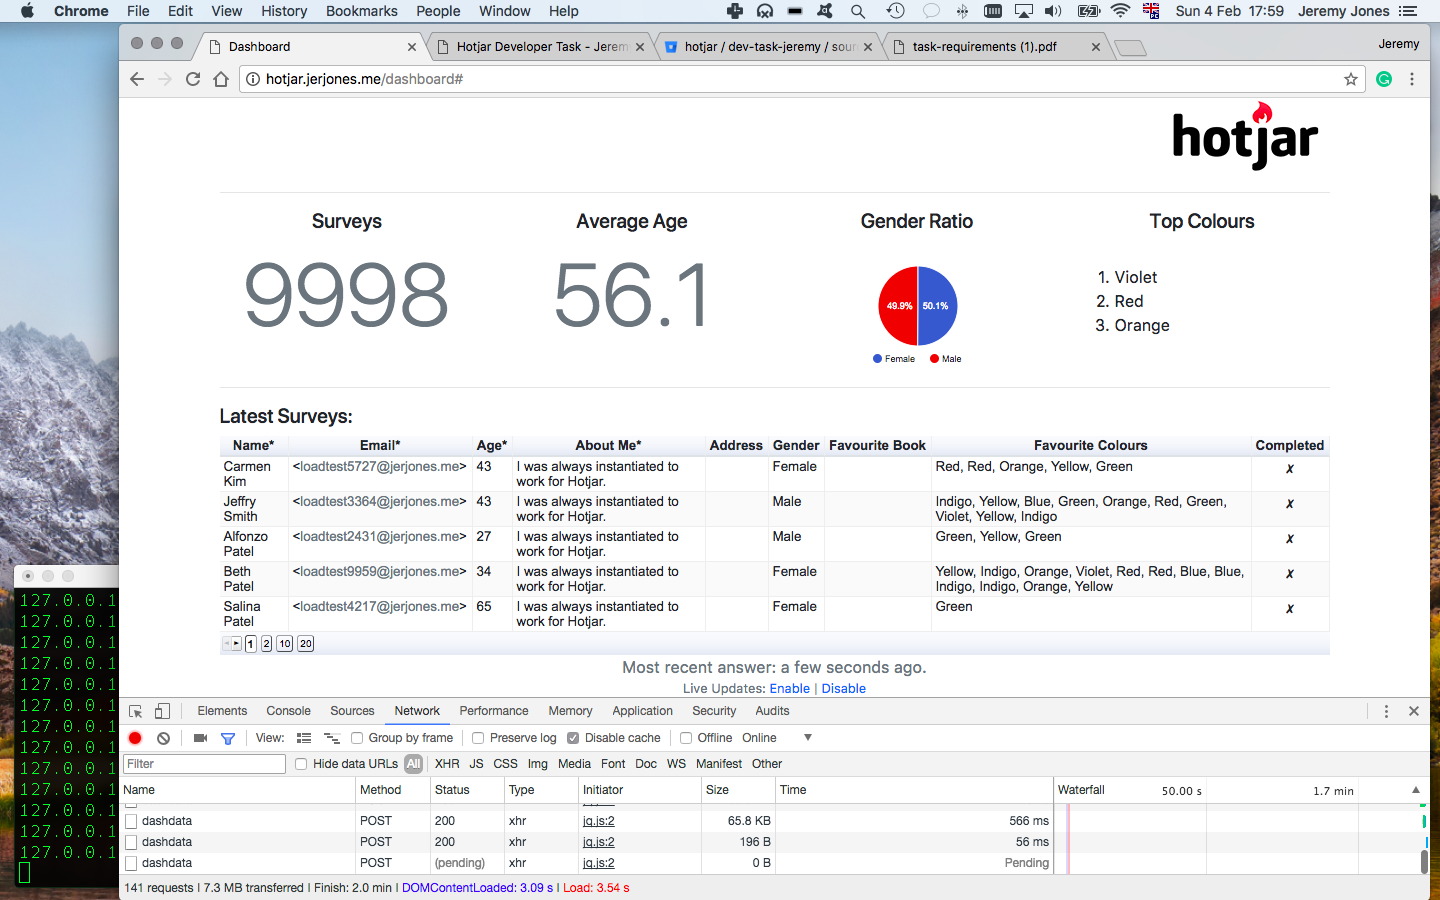 Chrome File Edit View History Bookmarks People Window Help Sun 4 Feb 17:59 Jeremy Jones
Dashboard Hotjar Developer Task - Jerem hotjar / dev-task-jeremy / sour task-requirements (1).pdf Jeremy
hotjar.jerjones.me/dashboard#
hotjar
Surveys Average Age Gender Ratio Top Colours
9998 56.1
49.9% 50.1%
Female Male
1. Violet
2. Red
3. Orange
Latest Surveys:
Name* Email* Age* About Me* Address Gender Favourite Book Favourite Colours Completed
Carmen Kim <loadtest5727@jerjones.me> 43 I was always instantiated to work for Hotjar. Female Red, Red, Orange, Yellow, Green ✗
Jeffry Smith <loadtest3364@jerjones.me> 43 I was always instantiated to work for Hotjar. Male Indigo, Yellow, Blue, Green, Orange, Red, Green, Violet, Yellow, Indigo ✗
Alfonzo Patel <loadtest2431@jerjones.me> 27 I was always instantiated to work for Hotjar. Male Green, Yellow, Green ✗
Beth Patel <loadtest9959@jerjones.me> 34 I was always instantiated to work for Hotjar. Female Yellow, Indigo, Orange, Violet, Red, Red, Blue, Blue, Indigo, Indigo, Orange, Yellow ✗
Salina Patel <loadtest4217@jerjones.me> 65 I was always instantiated to work for Hotjar. Female Green ✗
1 2 10 20
Most recent answer: a few seconds ago.
Live Updates: Enable | Disable
127.0.0.1
127.0.0.1
127.0.0.1
127.0.0.1
127.0.0.1
127.0.0.1
127.0.0.1
127.0.0.1
127.0.0.1
127.0.0.1
127.0.0.1
127.0.0.1
127.0.0.1
Elements Console Sources Network Performance Memory Application Security Audits
View: Group by frame Preserve log Disable cache Offline Online
Filter Hide data URLs All XHR JS CSS Img Media Font Doc WS Manifest Other
Name Method Status Type Initiator Size Time Waterfall 50.00 s 1.7 min
dashdata POST 200 xhr jq.js:2 65.8 KB 566 ms
dashdata POST 200 xhr jq.js:2 196 B 56 ms
dashdata POST (pending) xhr jq.js:2 0 B Pending
141 requests | 7.3 MB transferred | Finish: 2.0 min | DOMContentLoaded: 3.09 s | Load: 3.54 s